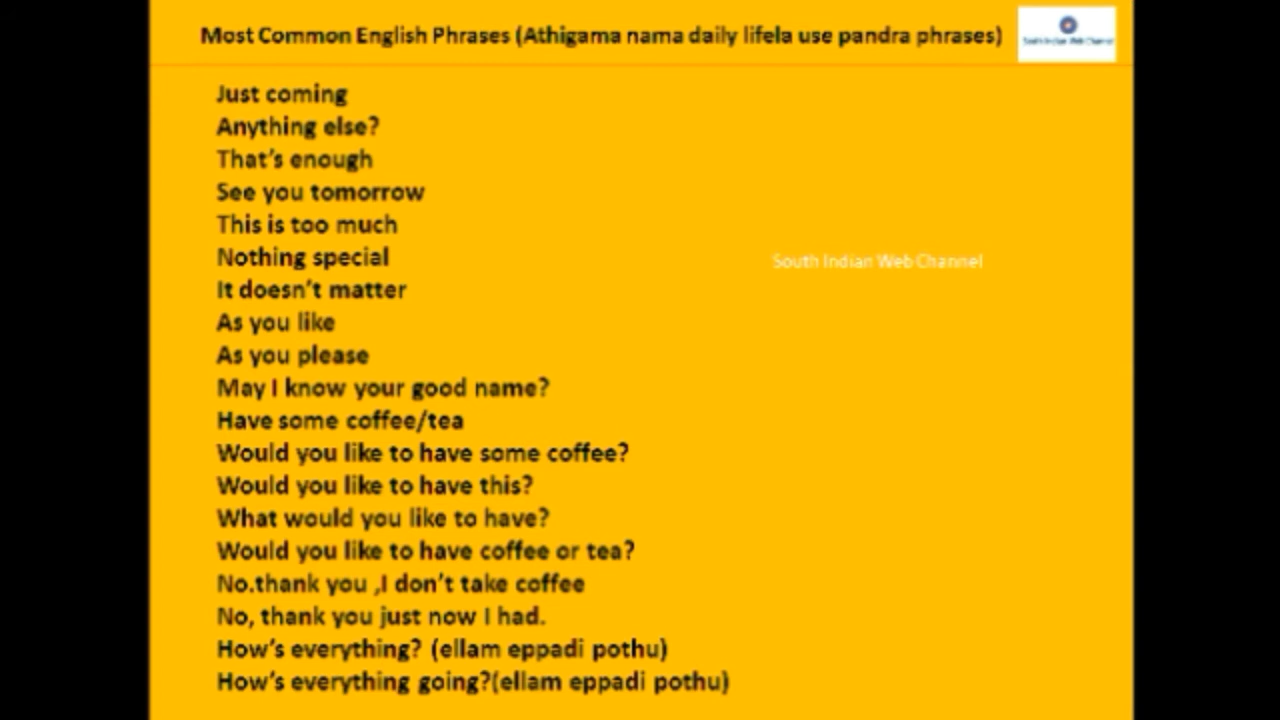 Most Common English Phrases (Athigama nama daily lifela use pandra phrases)
South Indian Web Channel
Just coming
Anything else?
That's enough
See you tomorrow
This is too much
Nothing special
South Indian Web Channel
It doesn't matter
As you like
As you please
May I know your good name?
Have some coffee/tea
Would you like to have some coffee?
Would you like to have this?
What would you like to have?
Would you like to have coffee or tea?
No.thank you ,I don't take coffee
No, thank you just now I had.
How's everything? (ellam eppadi pothu)
How's everything going?(ellam eppadi pothu)